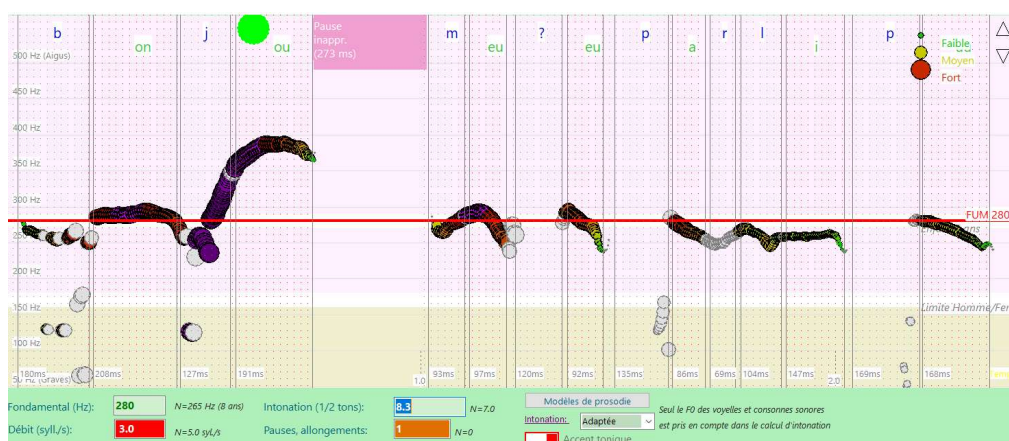 b on j ou m eu ? p eu a r l i p
Pause
inappr.
(273 ms)
Faible
Moyen
Fort
500 Hz (Aigus)
450 Hz
400 Hz
350 Hz
300 Hz
FUM 280
250 Hz
200 Hz
150 Hz
Limite Homme/Fem
100 Hz
50 Hz (Graves)
180ms 208ms 127ms 191ms 1.0 93ms 97ms 120ms 92ms 135ms 86ms 69ms 104ms 147ms 2.0 169ms 168ms
Fondamental (Hz): 280 N=265 Hz (8 ans) Intonation (1/2 tons): 8.3 N=7.0
Débit (syll./s): 3.0 N=5.0 syl./s Pauses, allongements: 1 N=0
Modèles de prosodie
Intonation: Adaptée
Seul le F0 des voyelles et consonnes sonores
est pris en compte dans le calcul d'intonation
Accent tonique